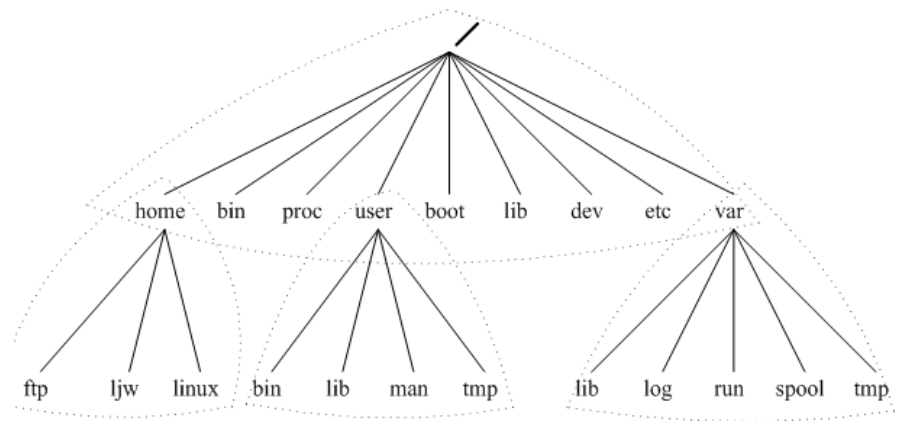 /
home bin proc user boot lib dev etc var
ftp ljw linux bin lib man tmp lib log run spool tmp